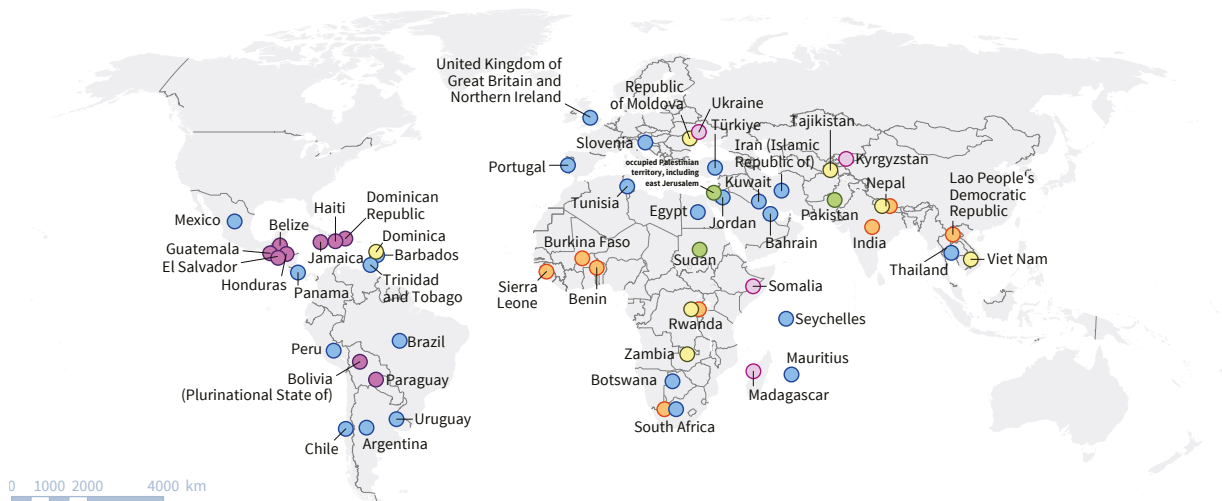 United Kingdom of
Great Britain and
Northern Ireland
Republic
of Moldova
Ukraine
Türkiye
Tajikistan
Slovenia
Iran (Islamic
Republic of)
Kyrgyzstan
Portugal
occupied Palestinian
territory, including
east Jerusalem
Kuwait
Nepal
Lao People's
Democratic
Republic
Tunisia
Egypt
Jordan
Pakistan
Bahrain
India
Mexico
Belize
Haiti
Dominican
Republic
Guatemala
El Salvador
Honduras
Jamaica
Dominica
Barbados
Panama
Trinidad
and Tobago
Burkina Faso
Sudan
Thailand
Viet Nam
Sierra
Leone
Benin
Somalia
Rwanda
Seychelles
Peru
Brazil
Zambia
Mauritius
Bolivia
(Plurinational State of)
Paraguay
Botswana
Madagascar
Uruguay
South Africa
Chile
Argentina
0 1000 2000 4000 km